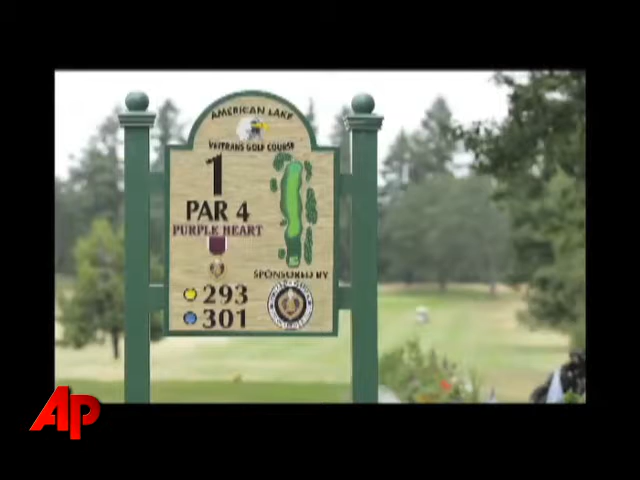 AMERICAN LAKE
VETERANS GOLF COURSE
1
PAR 4
PURPLE HEART
SPONSORED BY
293
301
AP